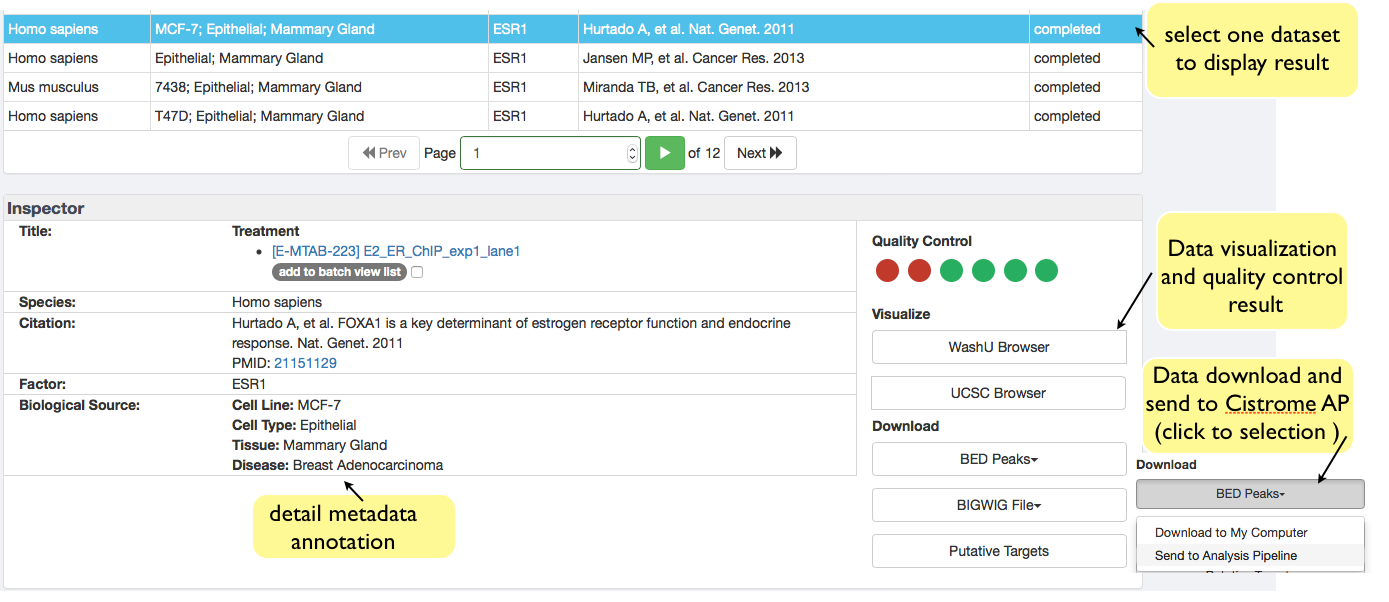 Homo sapiens MCF-7; Epithelial; Mammary Gland ESR1 Hurtado A, et al. Nat. Genet. 2011 completed
Homo sapiens Epithelial; Mammary Gland ESR1 Jansen MP, et al. Cancer Res. 2013 completed
Mus musculus 7438; Epithelial; Mammary Gland ESR1 Miranda TB, et al. Cancer Res. 2013 completed
Homo sapiens T47D; Epithelial; Mammary Gland ESR1 Hurtado A, et al. Nat. Genet. 2011 completed
select one dataset
to display result
Prev Page 1 of 12 Next
Inspector
Title: Treatment
• [E-MTAB-223] E2_ER_ChIP_exp1_lane1
add to batch view list
Species: Homo sapiens
Citation: Hurtado A, et al. FOXA1 is a key determinant of estrogen receptor function and endocrine
response. Nat. Genet. 2011
PMID: 21151129
Factor: ESR1
Biological Source: Cell Line: MCF-7
Cell Type: Epithelial
Tissue: Mammary Gland
Disease: Breast Adenocarcinoma
detail metadata
annotation
Quality Control
Visualize
WashU Browser
UCSC Browser
Download
BED Peaks
BIGWIG File
Putative Targets
Data visualization
and quality control
result
Data download and
send to Cistrome AP
(click to selection )
Download
BED Peaks
Download to My Computer
Send to Analysis Pipeline